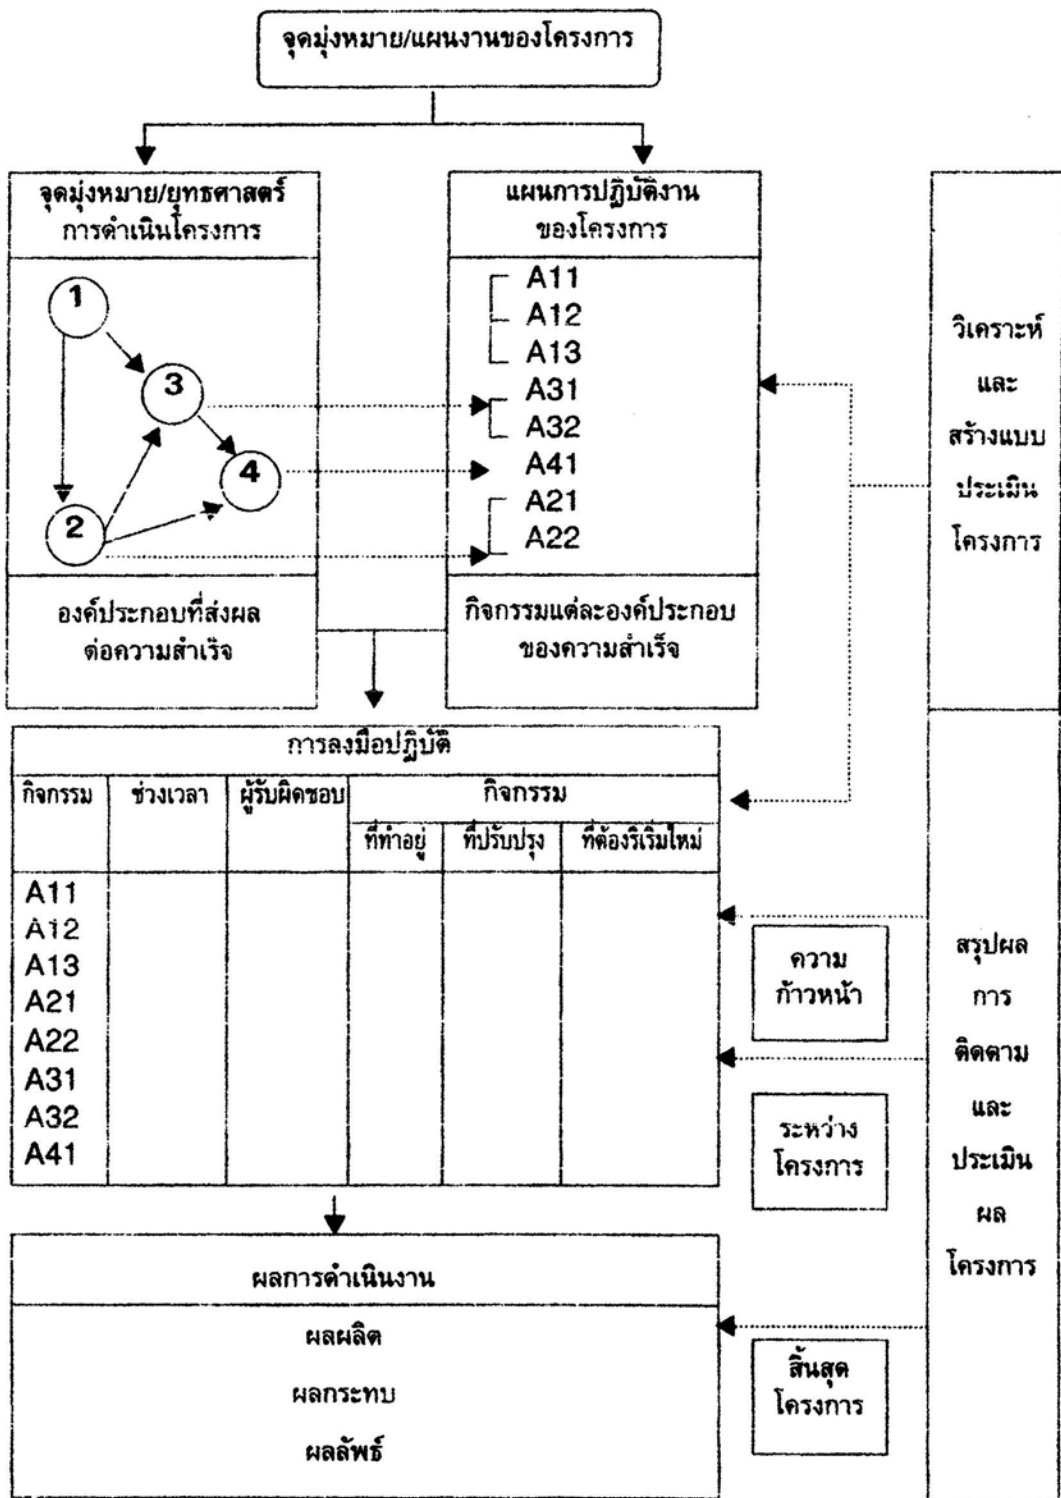 จุดมุ่งหมาย/แผนงานของโครงการ
จุดมุ่งหมาย/ยุทธศาสตร์
การดำเนินโครงการ
1
3
4
2
องค์ประกอบที่ส่งผล
ต่อความสำเร็จ
แผนการปฏิบัติงาน
ของโครงการ
A11
A12
A13
A31
A32
A41
A21
A22
กิจกรรมแต่ละองค์ประกอบ
ของความสำเร็จ
วิเคราะห์
และ
สร้างแบบ
ประเมิน
โครงการ
การลงมือปฏิบัติ
กิจกรรม ช่วงเวลา ผู้รับผิดชอบ กิจกรรม
ที่ทำอยู่ ที่ปรับปรุง ที่ต้องริเริ่มใหม่
A11
A12
A13
A21
A22
A31
A32
A41
ความ
ก้าวหน้า
ระหว่าง
โครงการ
สรุปผล
การ
ติดตาม
และ
ประเมิน
ผล
โครงการ
ผลการดำเนินงาน
ผลผลิต
ผลกระทบ
ผลลัพธ์
สิ้นสุด
โครงการ